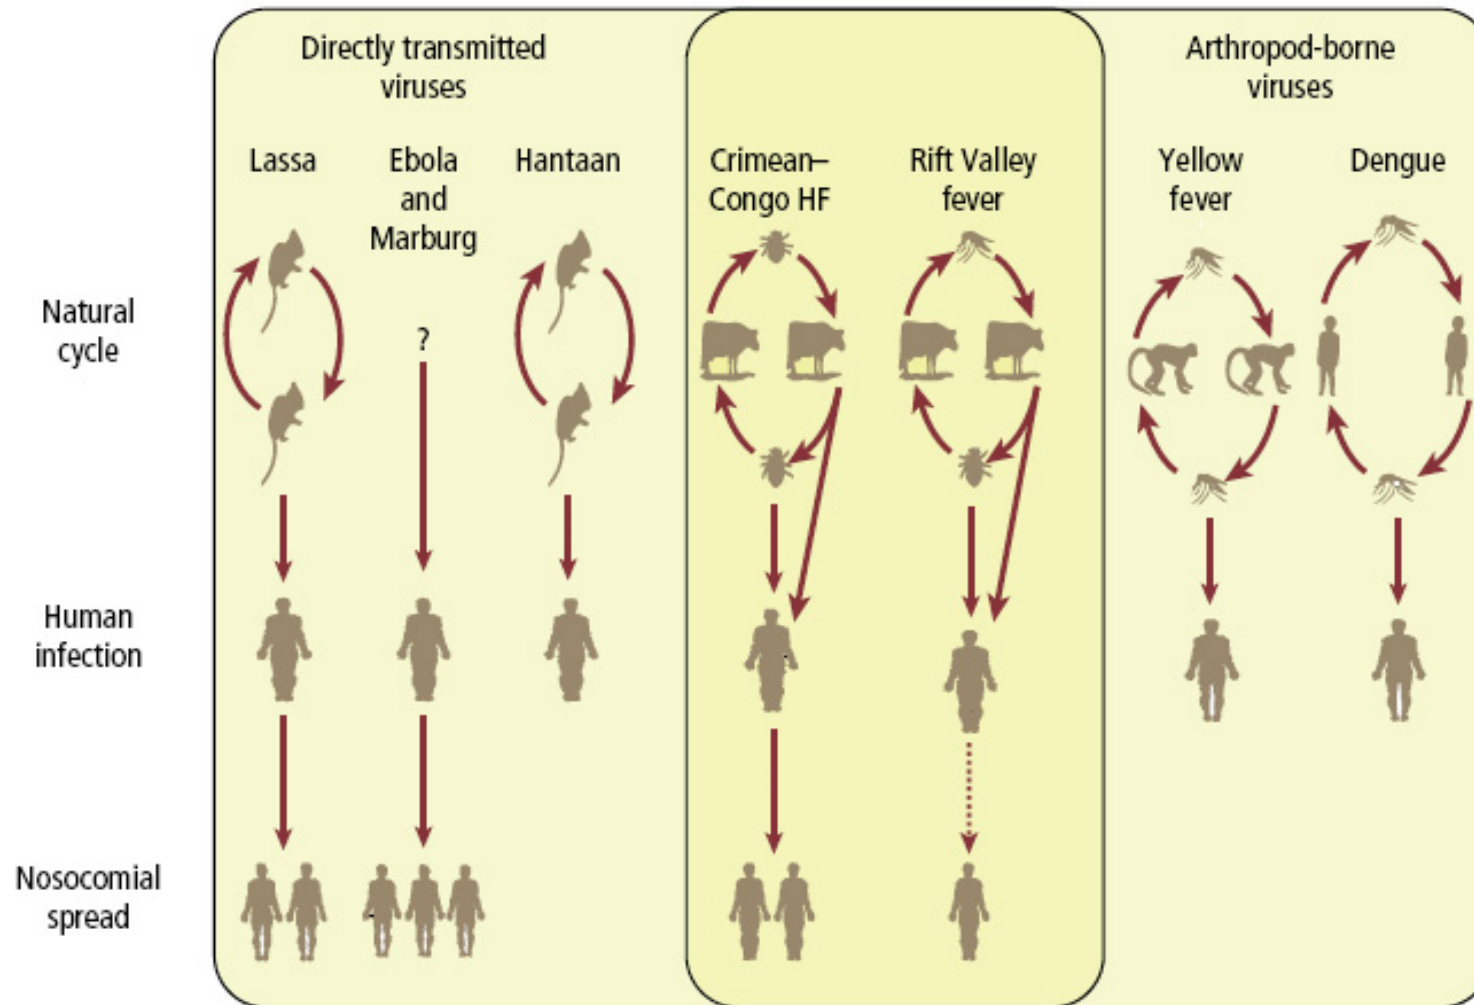 Directly transmitted
viruses
Arthropod-borne
viruses
Lassa
Ebola
and
Marburg
Hantaan
Crimean–
Congo HF
Rift Valley
fever
Yellow
fever
Dengue
Natural
cycle
?
Human
infection
Nosocomial
spread